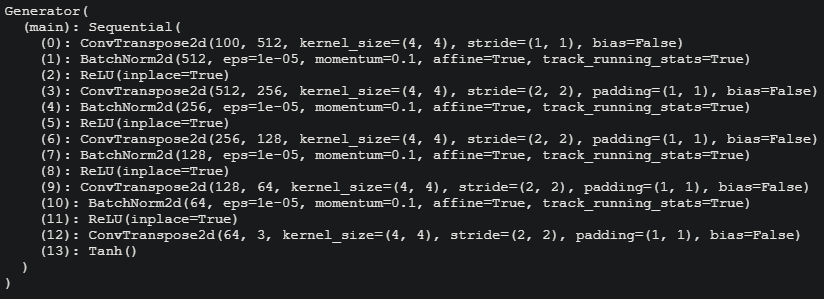 Generator(
  (main): Sequential(
    (0): ConvTranspose2d(100, 512, kernel_size=(4, 4), stride=(1, 1), bias=False)
    (1): BatchNorm2d(512, eps=1e-05, momentum=0.1, affine=True, track_running_stats=True)
    (2): ReLU(inplace=True)
    (3): ConvTranspose2d(512, 256, kernel_size=(4, 4), stride=(2, 2), padding=(1, 1), bias=False)
    (4): BatchNorm2d(256, eps=1e-05, momentum=0.1, affine=True, track_running_stats=True)
    (5): ReLU(inplace=True)
    (6): ConvTranspose2d(256, 128, kernel_size=(4, 4), stride=(2, 2), padding=(1, 1), bias=False)
    (7): BatchNorm2d(128, eps=1e-05, momentum=0.1, affine=True, track_running_stats=True)
    (8): ReLU(inplace=True)
    (9): ConvTranspose2d(128, 64, kernel_size=(4, 4), stride=(2, 2), padding=(1, 1), bias=False)
    (10): BatchNorm2d(64, eps=1e-05, momentum=0.1, affine=True, track_running_stats=True)
    (11): ReLU(inplace=True)
    (12): ConvTranspose2d(64, 3, kernel_size=(4, 4), stride=(2, 2), padding=(1, 1), bias=False)
    (13): Tanh()
  )
)